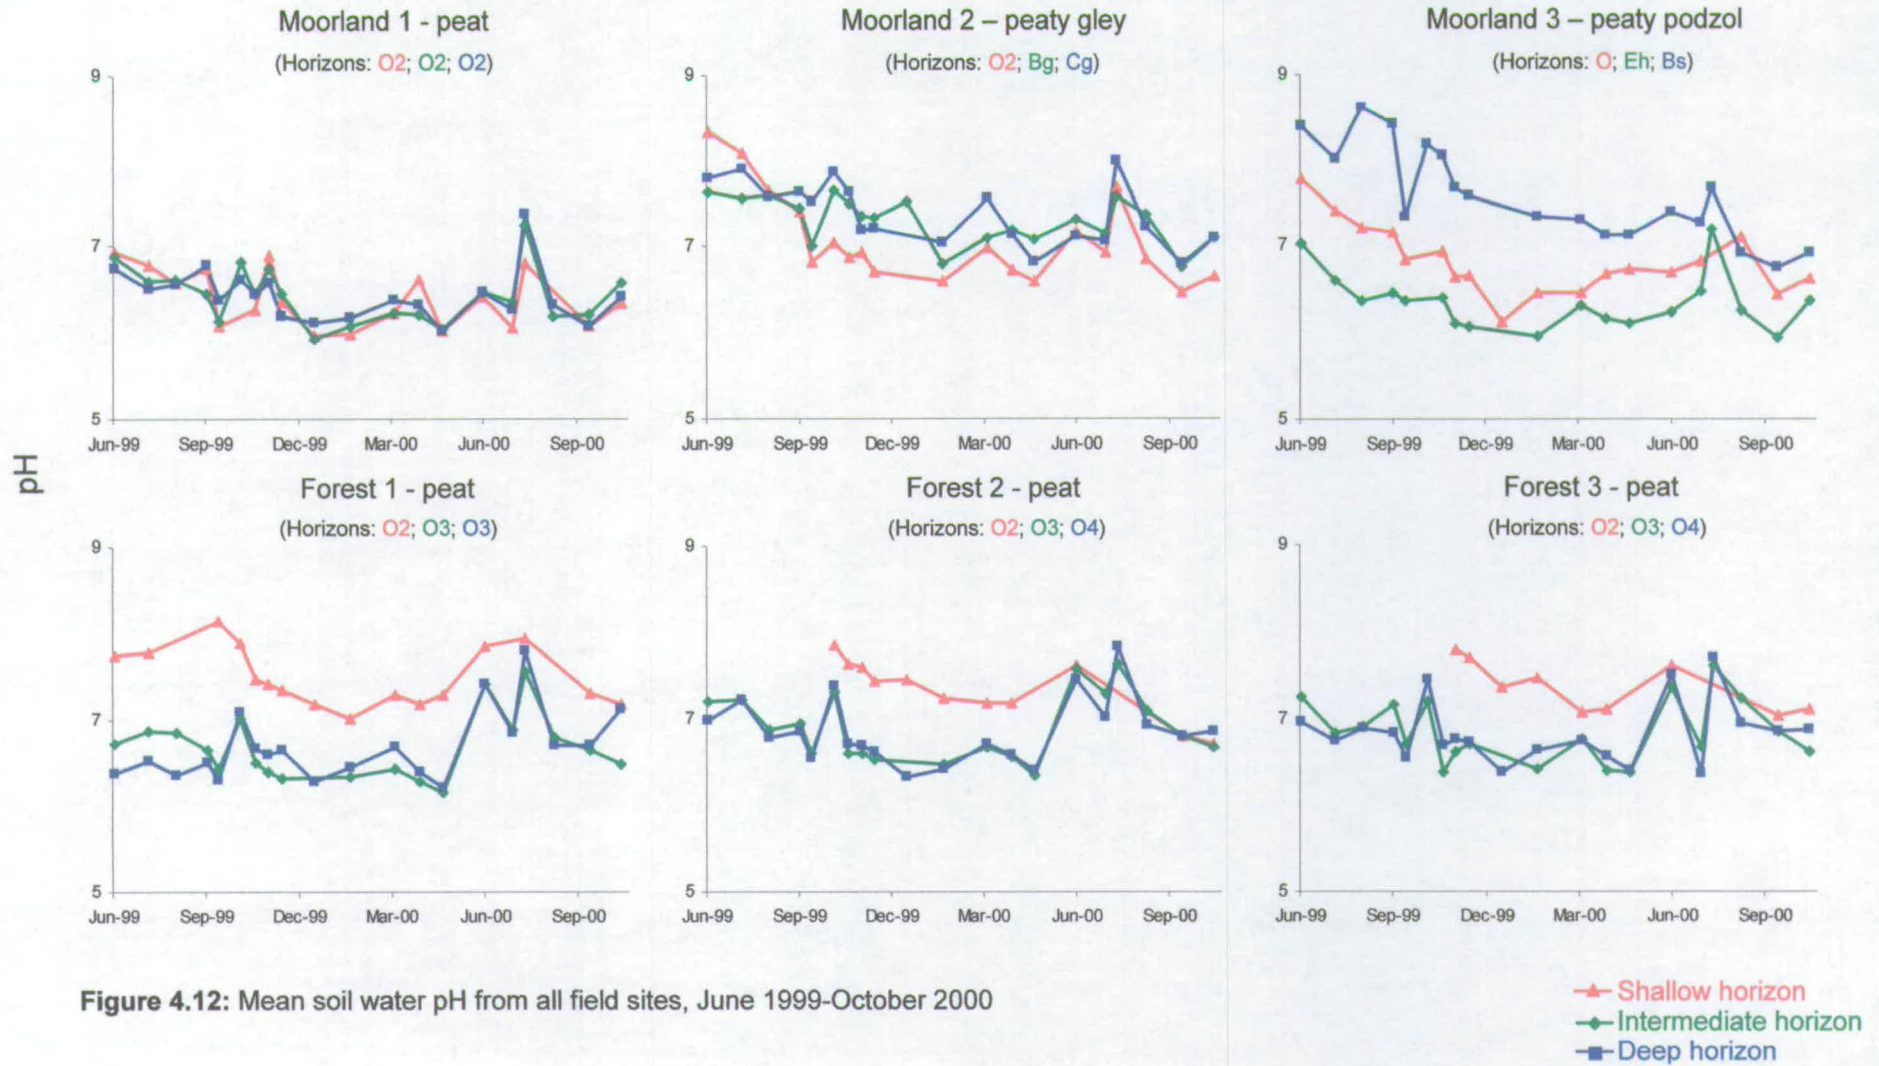 Moorland 1 - peat
(Horizons: O2; O2; O2)
9
7
5
Jun-99 Sep-99 Dec-99 Mar-00 Jun-00 Sep-00
Moorland 2 – peaty gley
(Horizons: O2; Bg; Cg)
9
7
5
Jun-99 Sep-99 Dec-99 Mar-00 Jun-00 Sep-00
Moorland 3 – peaty podzol
(Horizons: O; Eh; Bs)
9
7
5
Jun-99 Sep-99 Dec-99 Mar-00 Jun-00 Sep-00
pH
Forest 1 - peat
(Horizons: O2; O3; O3)
9
7
5
Jun-99 Sep-99 Dec-99 Mar-00 Jun-00 Sep-00
Forest 2 - peat
(Horizons: O2; O3; O4)
9
7
5
Jun-99 Sep-99 Dec-99 Mar-00 Jun-00 Sep-00
Forest 3 - peat
(Horizons: O2; O3; O4)
9
7
5
Jun-99 Sep-99 Dec-99 Mar-00 Jun-00 Sep-00
Figure 4.12: Mean soil water pH from all field sites, June 1999-October 2000
Shallow horizon
Intermediate horizon
Deep horizon